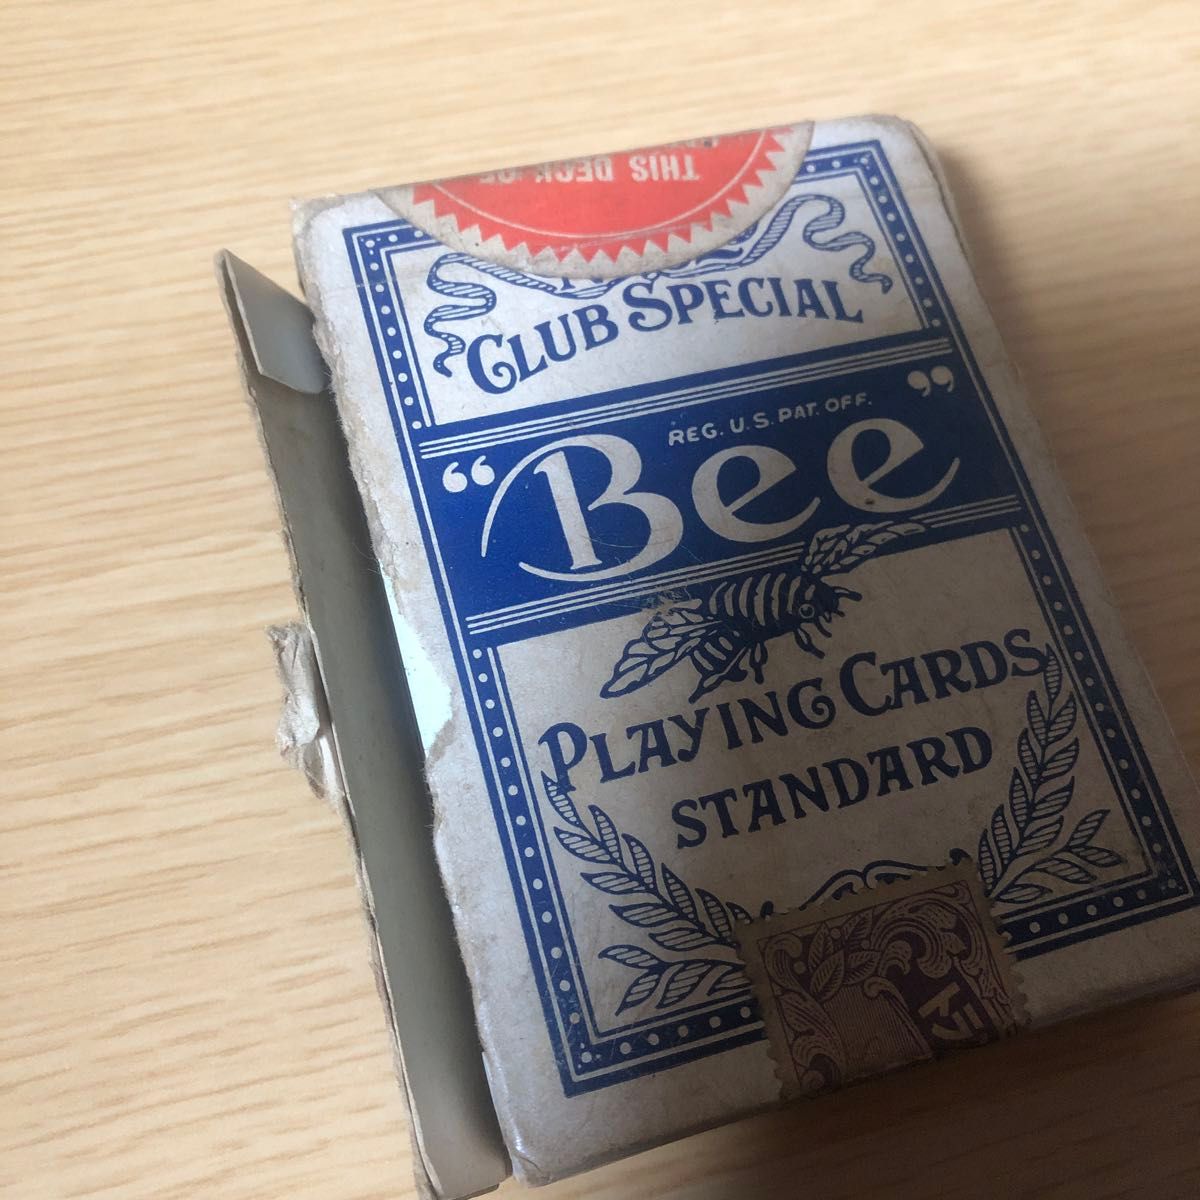 THIS DECK OF
CLUB SPECIAL
REG. U.S. PAT. OFF.
“Bee”
PLAYING CARDS
STANDARD